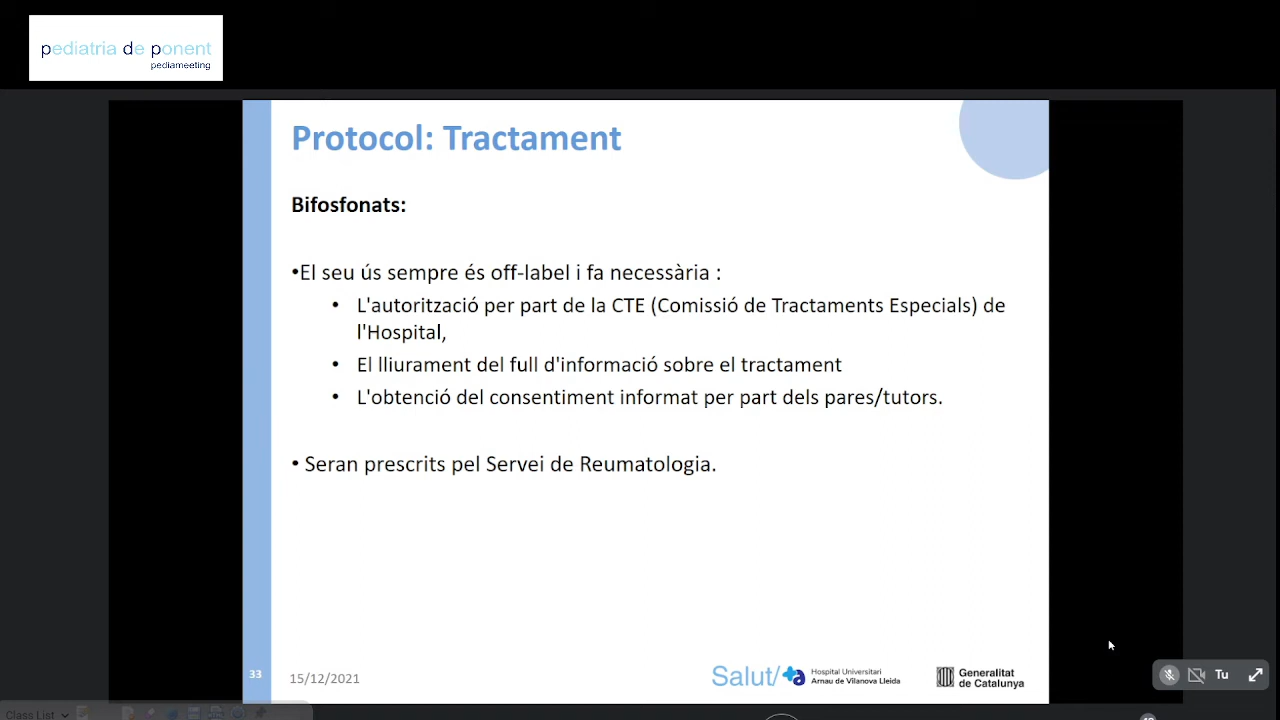 pediatria de ponent
pediameeting
Protocol: Tractament
Bifosfonats:
•El seu ús sempre és off-label i fa necessària :
• L'autorització per part de la CTE (Comissió de Tractaments Especials) de
l'Hospital,
• El lliurament del full d'informació sobre el tractament
• L'obtenció del consentiment informat per part dels pares/tutors.
• Seran prescrits pel Servei de Reumatologia.
33
15/12/2021
Salut/
Hospital Universitari
Arnau de Vilanova Lleida
Generalitat
de Catalunya
Tu
Class List